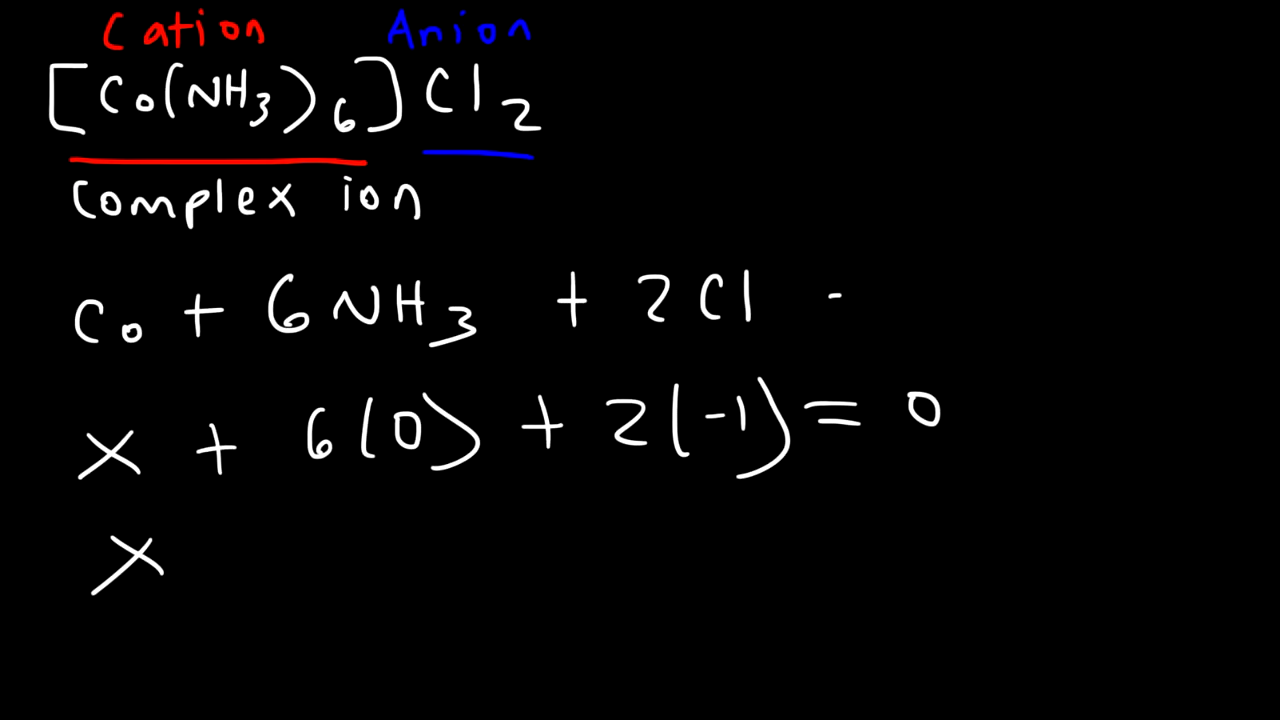 Cation Anion
[Co(NH₃)₆]Cl₂
complex ion
Co + 6NH₃ + 2Cl -
x + 6(0) + 2(-1) = 0
x